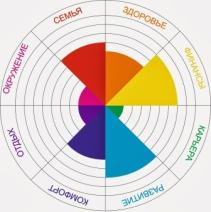 СЕМЬЯ
ЗДОРОВЬЕ
ФИНАНСЫ
КАРЬЕРА
РАЗВИТИЕ
КОМФОРТ
ОТДЫХ
ОКРУЖЕНИЕ